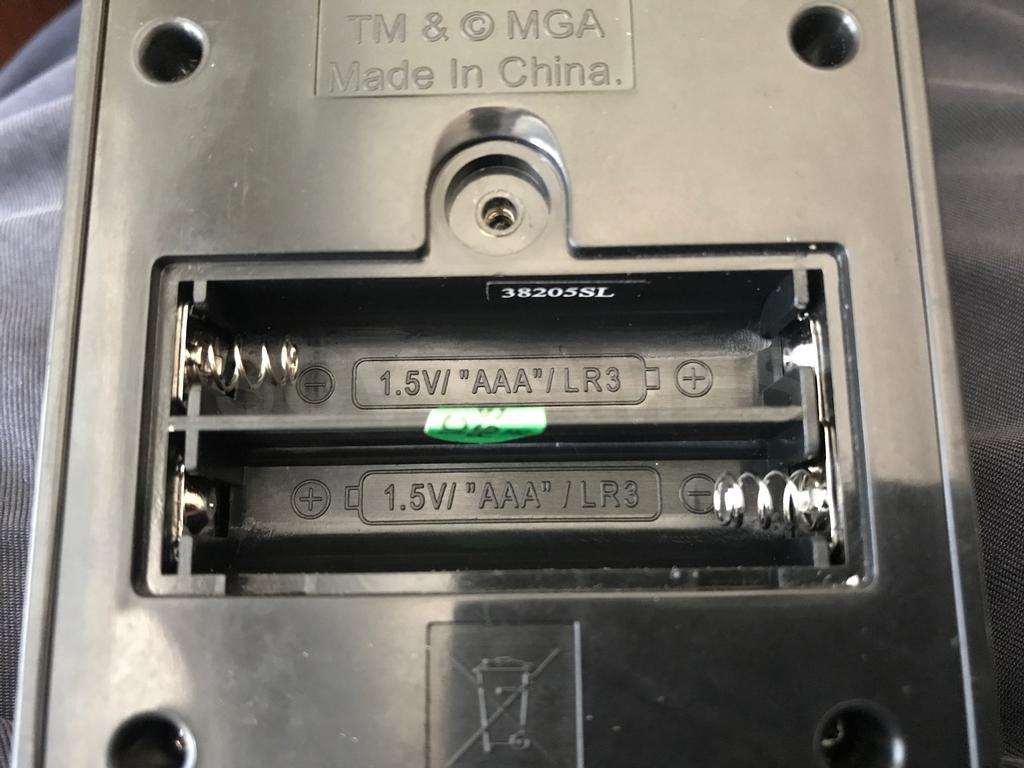 TM & © MGA
Made In China.
38205SL
⊖ 1.5V/ "AAA"/ LR3 ⊕
⊕ 1.5V/ "AAA" / LR3 ⊖